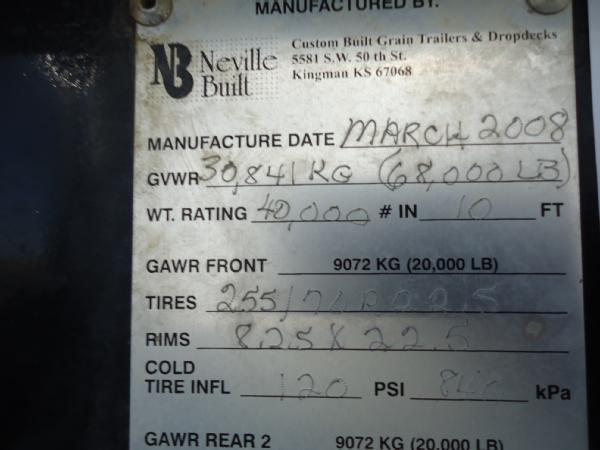 MANUFACTURED BY:
NB Neville Built
Custom Built Grain Trailers & Dropdecks
5581 S.W. 50 th St.
Kingman KS 67068
MANUFACTURE DATE MARCH 2008
GVWR 30,841 KG (68,000 LB)
WT. RATING 40,000 # IN 10 FT
GAWR FRONT 9072 KG (20,000 LB)
TIRES 255/70R22.5
RIMS 8.25 X 22.5
COLD
TIRE INFL 120 PSI kPa
GAWR REAR 2 9072 KG (20,000 LB)